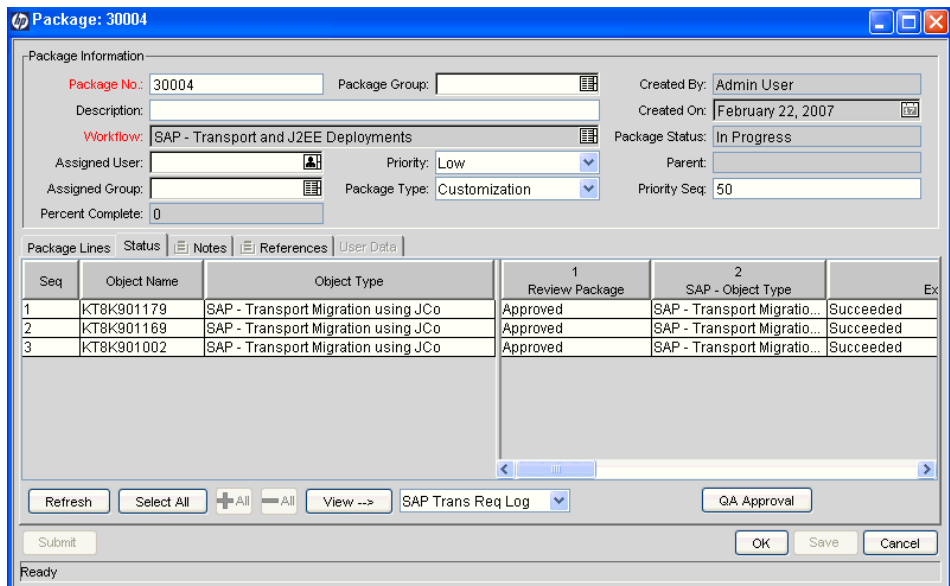 hp Package: 30004
Package Information
Package No.: 30004 Package Group: Created By: Admin User
Description: Created On: February 22, 2007
Workflow: SAP - Transport and J2EE Deployments Package Status: In Progress
Assigned User: Priority: Low Parent:
Assigned Group: Package Type: Customization Priority Seq: 50
Percent Complete: 0
Package Lines Status Notes References User Data
Seq Object Name Object Type 1 Review Package 2 SAP - Object Type Ex
1 KT8K901179 SAP - Transport Migration using JCo Approved SAP - Transport Migratio... Succeeded
2 KT8K901169 SAP - Transport Migration using JCo Approved SAP - Transport Migratio... Succeeded
3 KT8K901002 SAP - Transport Migration using JCo Approved SAP - Transport Migratio... Succeeded
Refresh Select All All All View --> SAP Trans Req Log QA Approval
Submit OK Save Cancel
Ready